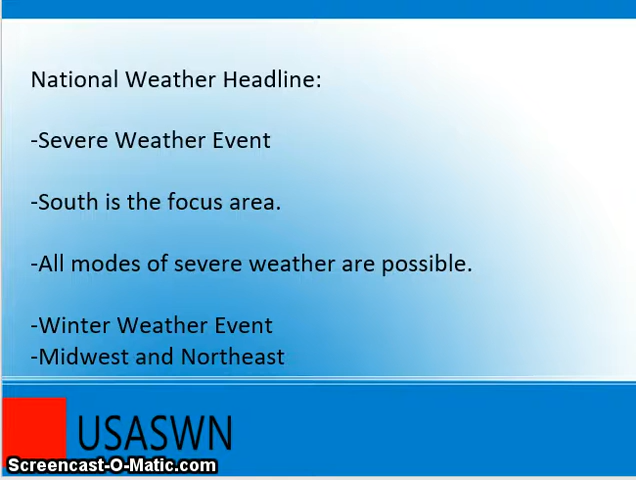 National Weather Headline:
-Severe Weather Event
-South is the focus area.
-All modes of severe weather are possible.
-Winter Weather Event
-Midwest and Northeast
USASWN
Screencast-O-Matic.com